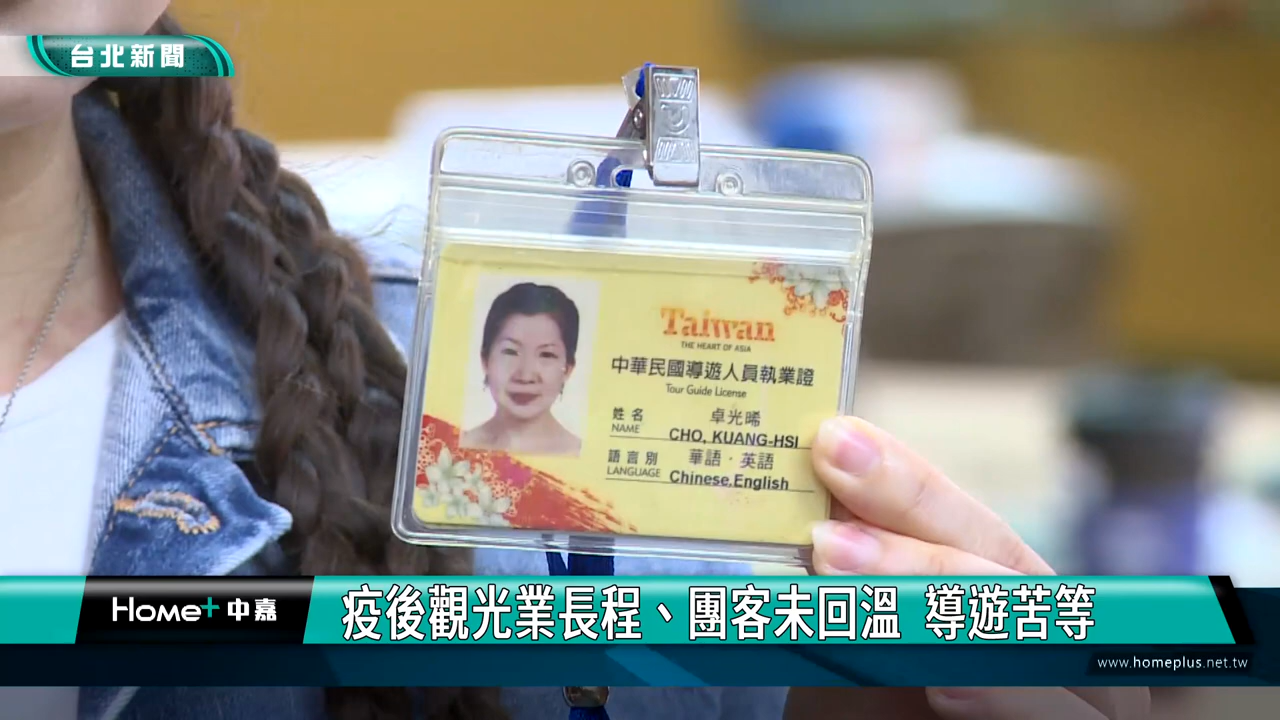 台北新聞
Taiwan
THE HEART OF ASIA
中華民國導遊人員執業證
Tour Guide License
姓名 卓光晞
NAME CHO, KUANG-HSI
語言別 華語．英語
LANGUAGE Chinese,English
Home+ 中嘉
疫後觀光業長程、團客未回溫 導遊苦等
www.homeplus.net.tw